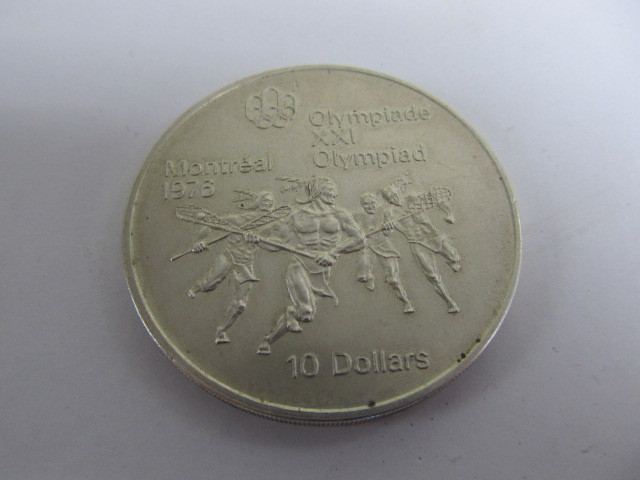 Olympiade
XXI
Olympiad
Montréal
1976
10 Dollars